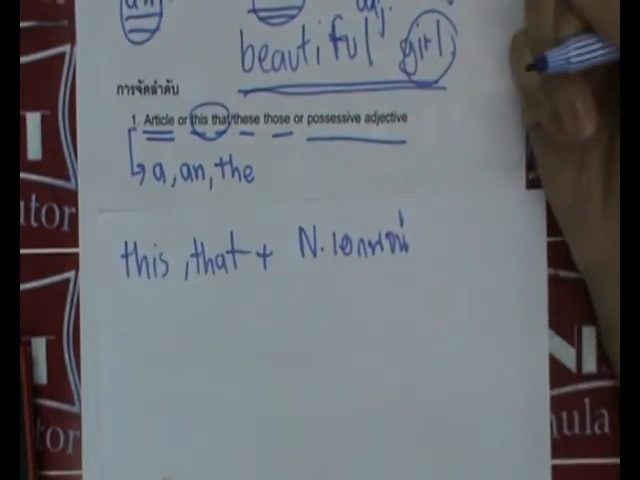 adj.
beautiful girl
การจัดลำดับ
1. Article or this that/these those or possessive adjective
↳ a, an, the
this, that + N. เอกพจน์